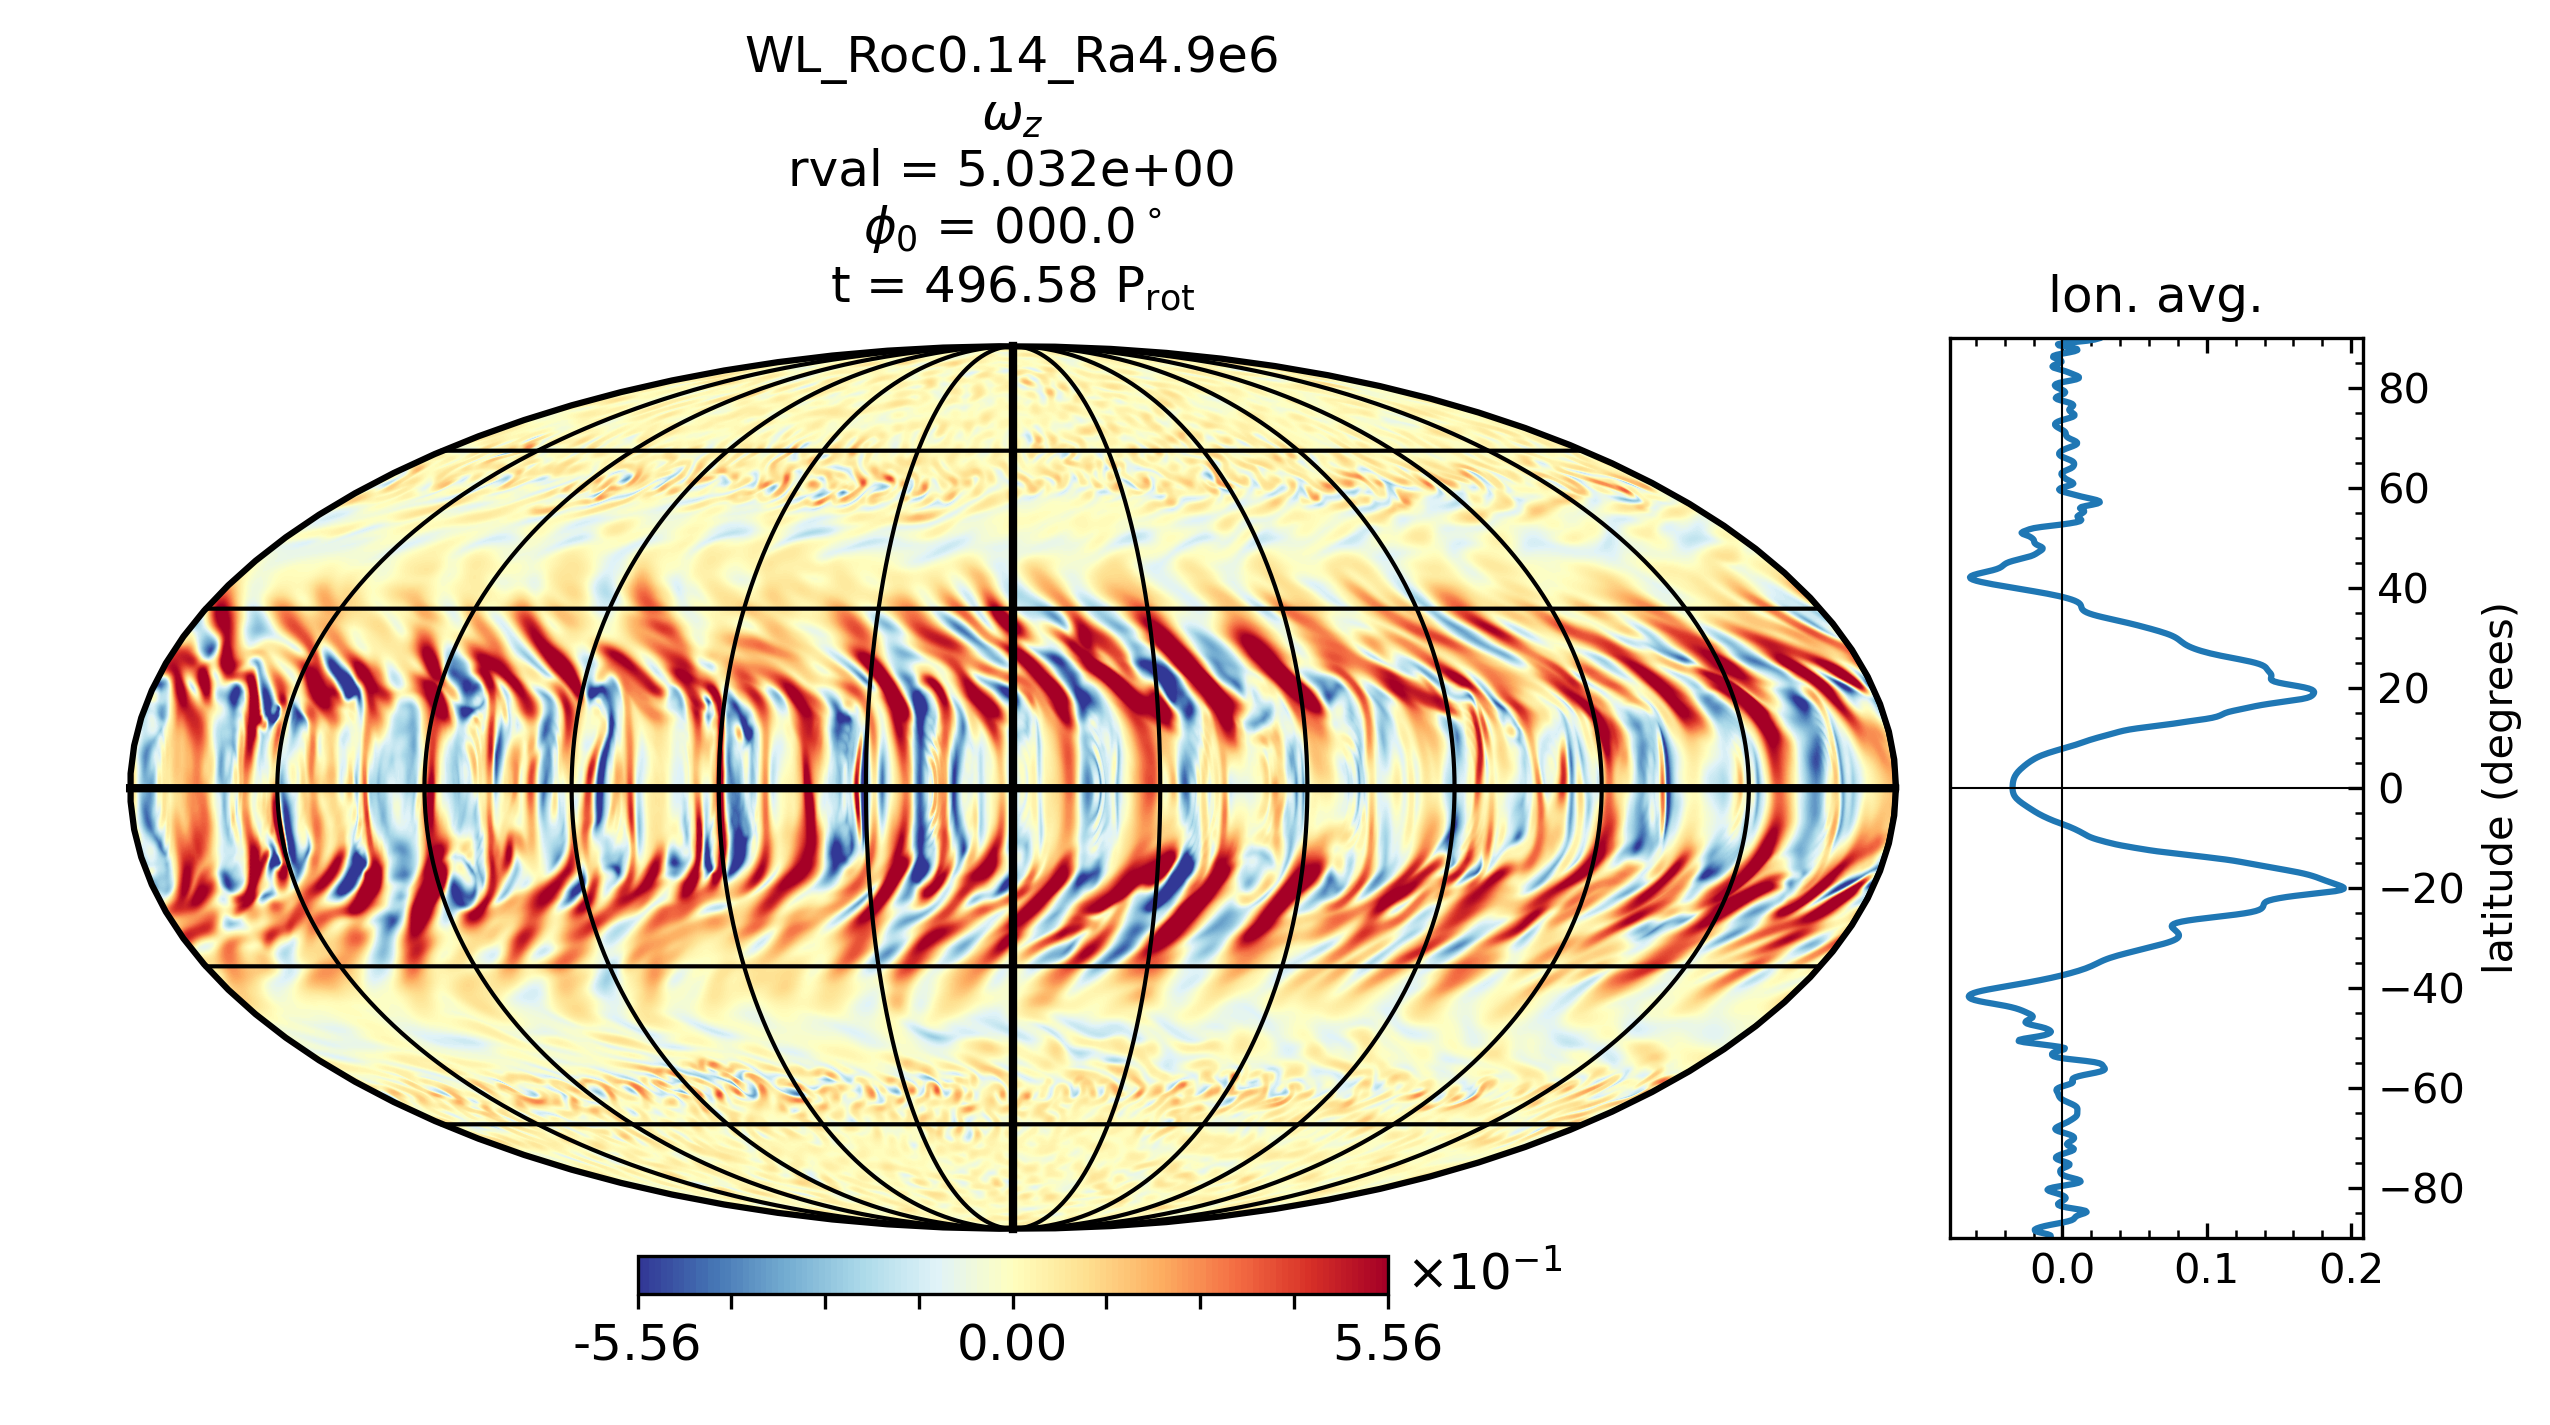 WL_Roc0.14_Ra4.9e6
ω_z
rval = 5.032e+00
ϕ₀ = 000.0°
t = 496.58 P_rot
lon. avg.
80
60
40
20
0
−20
−40
−60
−80
latitude (degrees)
0.0 0.1 0.2
×10⁻¹
-5.56 0.00 5.56